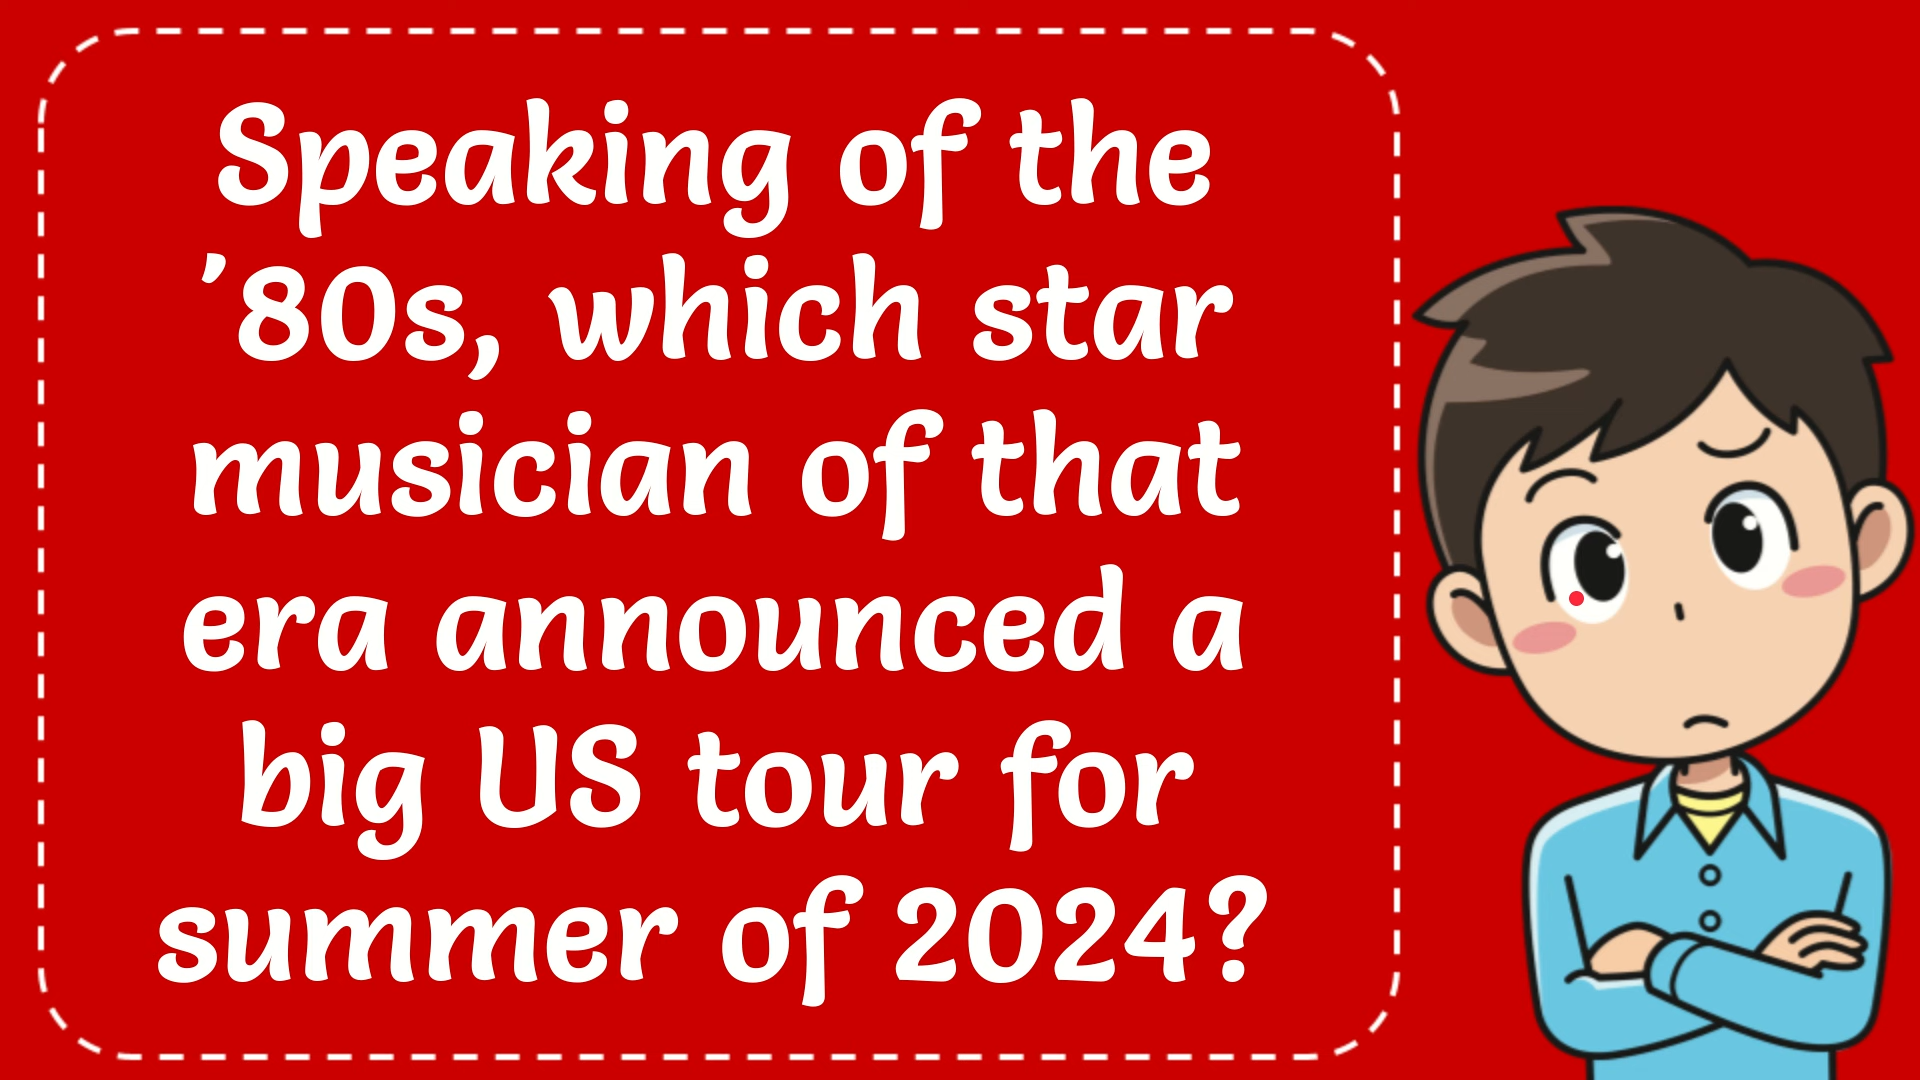 Speaking of the
'80s, which star
musician of that
era announced a
big US tour for
summer of 2024?